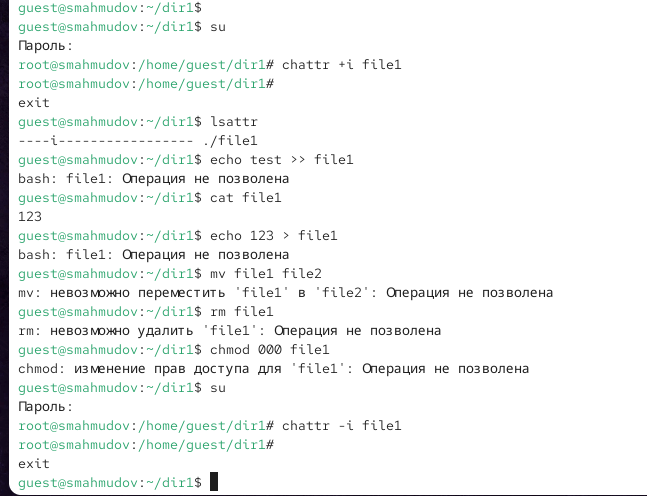 guest@smahmudov:~/dir1$
guest@smahmudov:~/dir1$ su
Пароль:
root@smahmudov:/home/guest/dir1# chattr +i file1
root@smahmudov:/home/guest/dir1#
exit
guest@smahmudov:~/dir1$ lsattr
----i----------------- ./file1
guest@smahmudov:~/dir1$ echo test >> file1
bash: file1: Операция не позволена
guest@smahmudov:~/dir1$ cat file1
123
guest@smahmudov:~/dir1$ echo 123 > file1
bash: file1: Операция не позволена
guest@smahmudov:~/dir1$ mv file1 file2
mv: невозможно переместить 'file1' в 'file2': Операция не позволена
guest@smahmudov:~/dir1$ rm file1
rm: невозможно удалить 'file1': Операция не позволена
guest@smahmudov:~/dir1$ chmod 000 file1
chmod: изменение прав доступа для 'file1': Операция не позволена
guest@smahmudov:~/dir1$ su
Пароль:
root@smahmudov:/home/guest/dir1# chattr -i file1
root@smahmudov:/home/guest/dir1#
exit
guest@smahmudov:~/dir1$